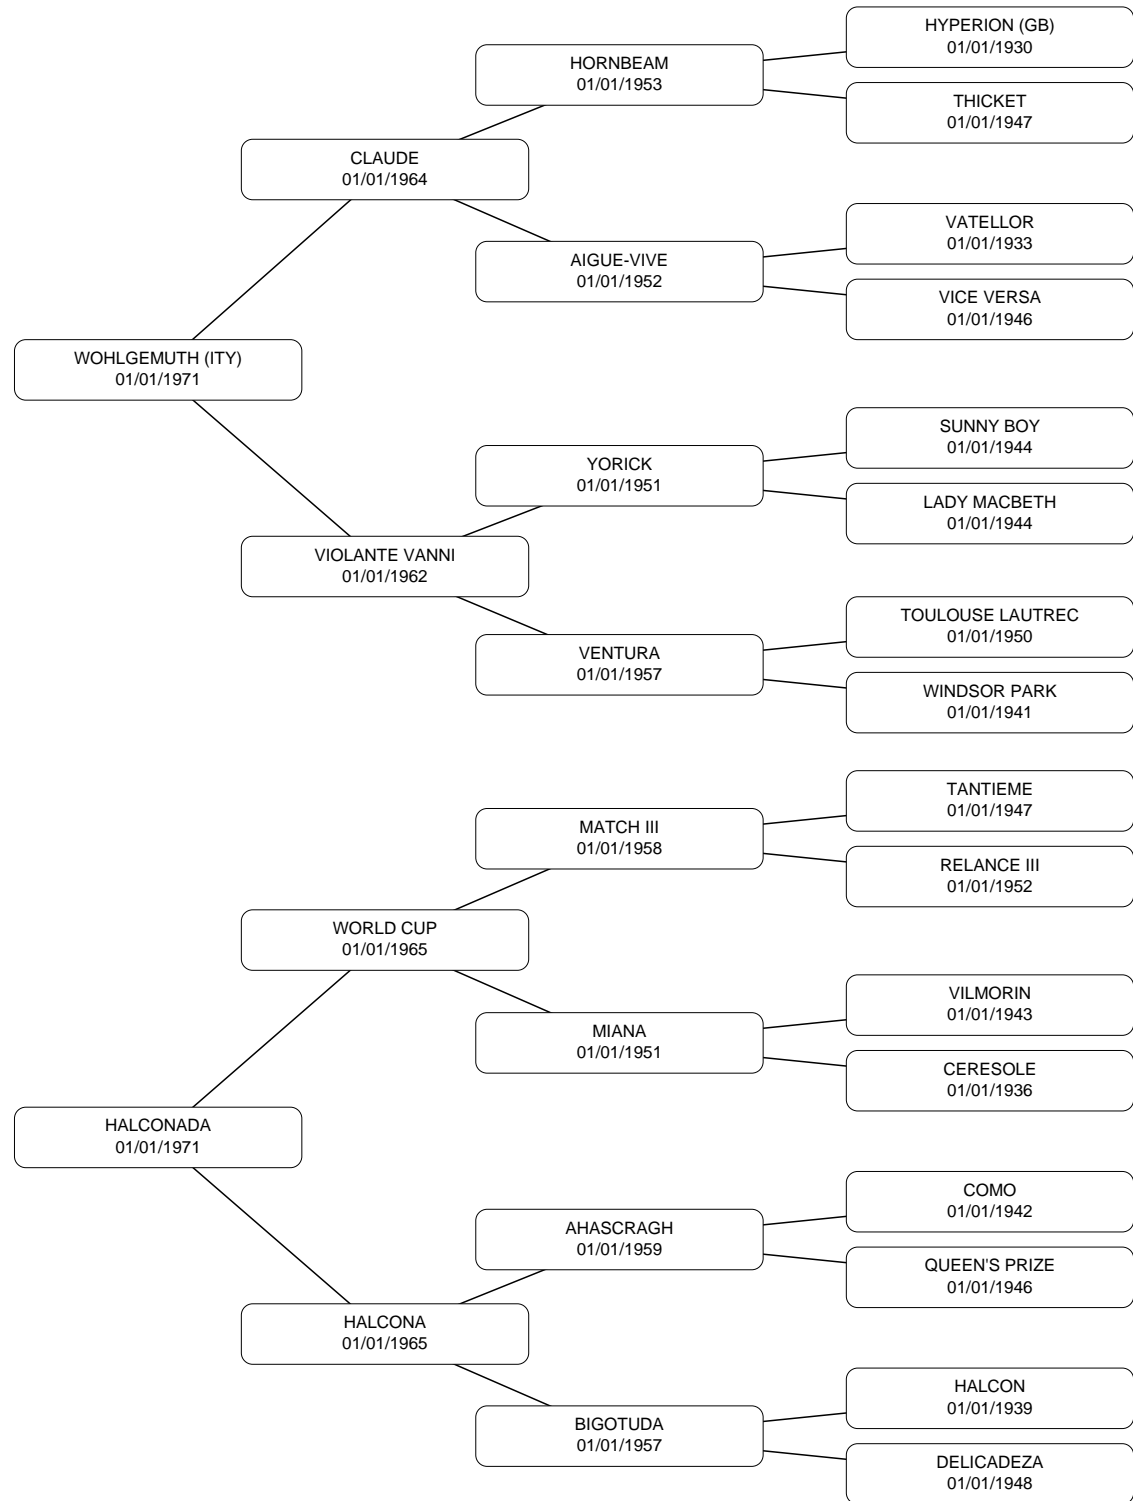 HYPERION (GB)
01/01/1930
HORNBEAM
01/01/1953
THICKET
01/01/1947
CLAUDE
01/01/1964
VATELLOR
01/01/1933
AIGUE-VIVE
01/01/1952
VICE VERSA
01/01/1946
WOHLGEMUTH (ITY)
01/01/1971
SUNNY BOY
01/01/1944
YORICK
01/01/1951
LADY MACBETH
01/01/1944
VIOLANTE VANNI
01/01/1962
TOULOUSE LAUTREC
01/01/1950
VENTURA
01/01/1957
WINDSOR PARK
01/01/1941
TANTIEME
01/01/1947
MATCH III
01/01/1958
RELANCE III
01/01/1952
WORLD CUP
01/01/1965
VILMORIN
01/01/1943
MIANA
01/01/1951
CERESOLE
01/01/1936
HALCONADA
01/01/1971
COMO
01/01/1942
AHASCRAGH
01/01/1959
QUEEN'S PRIZE
01/01/1946
HALCONA
01/01/1965
HALCON
01/01/1939
BIGOTUDA
01/01/1957
DELICADEZA
01/01/1948